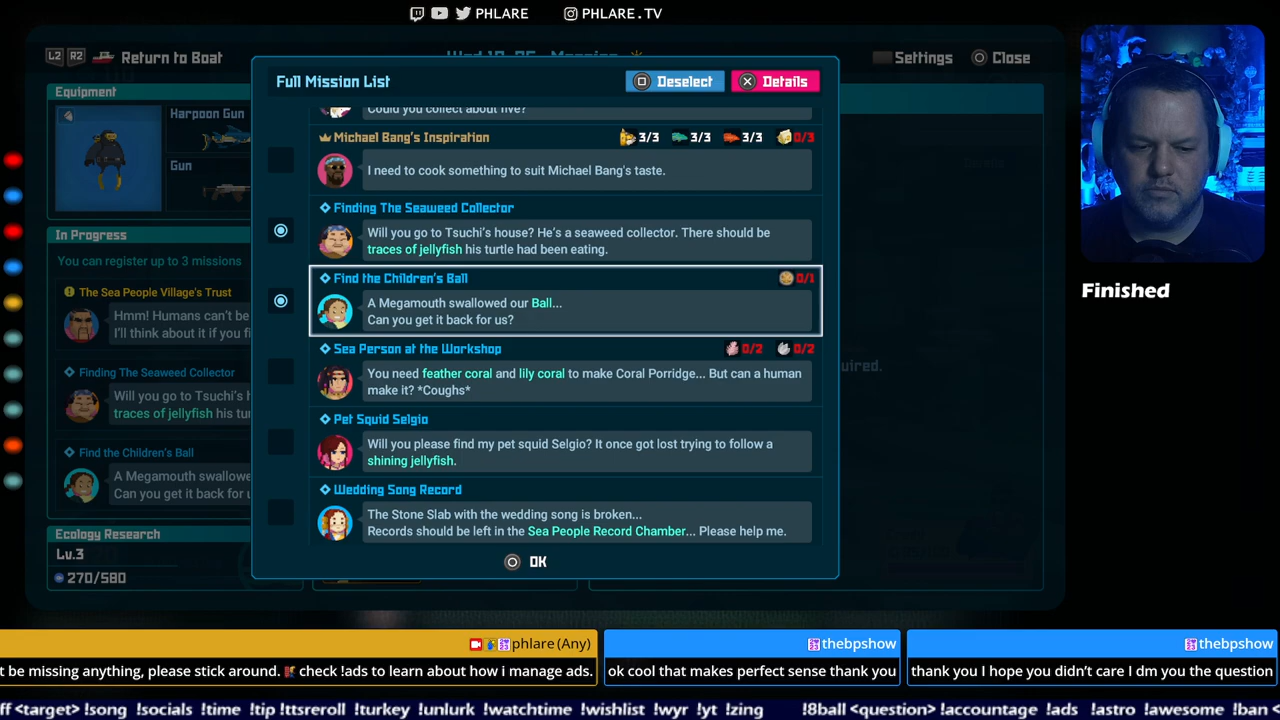 PHLARE PHLARE.TV
L2 R2 Return to Boat
Settings Close
Equipment
Harpoon Gun
Gun
In Progress
You can register up to 3 missions
The Sea People Village's Trust
Hmm! Humans can't be
I'll think about it if you fi
Finding The Seaweed Collector
Will you go to Tsuchi's h
traces of jellyfish his tur
Find the Children's Ball
A Megamouth swallowe
Can you get it back for u
Ecology Research
Lv.3
270/580
Full Mission List
Deselect
Details
Could you collect about five?
Michael Bang's Inspiration 3/3 3/3 3/3 0/3
I need to cook something to suit Michael Bang's taste.
Finding The Seaweed Collector
Will you go to Tsuchi's house? He's a seaweed collector. There should be
traces of jellyfish his turtle had been eating.
Find the Children's Ball 0/1
A Megamouth swallowed our Ball...
Can you get it back for us?
Sea Person at the Workshop 0/2 0/2
You need feather coral and lily coral to make Coral Porridge... But can a human
make it? *Coughs*
Pet Squid Selgio
Will you please find my pet squid Selgio? It once got lost trying to follow a
shining jellyfish.
Wedding Song Record
The Stone Slab with the wedding song is broken...
Records should be left in the Sea People Record Chamber... Please help me.
OK
uired.
Finished
phlare (Any)
t be missing anything, please stick around. check !ads to learn about how i manage ads.
thebpshow
ok cool that makes perfect sense thank you
thebpshow
thank you I hope you didn't care I dm you the question
ff <target> !song !socials !time !tip !ttsreroll !turkey !unlurk !watchtime !wishlist !wyr !yt !zing !8ball <question> !accountage !ads !astro !awesome !ban <